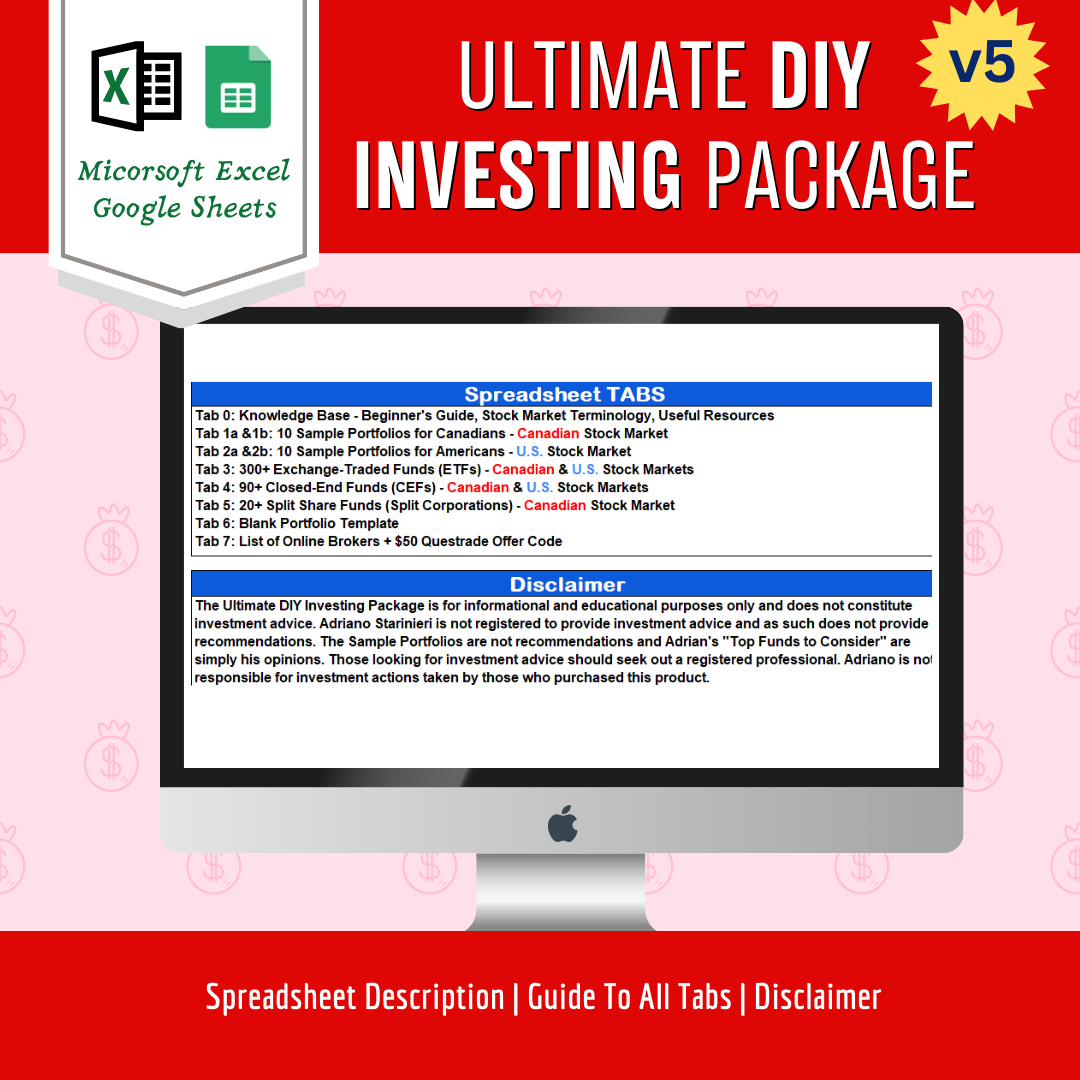 Micorsoft Excel
Google Sheets
ULTIMATE DIY
INVESTING PACKAGE
v5
Spreadsheet TABS
Tab 0: Knowledge Base - Beginner's Guide, Stock Market Terminology, Useful Resources
Tab 1a &1b: 10 Sample Portfolios for Canadians - Canadian Stock Market
Tab 2a &2b: 10 Sample Portfolios for Americans - U.S. Stock Market
Tab 3: 300+ Exchange-Traded Funds (ETFs) - Canadian & U.S. Stock Markets
Tab 4: 90+ Closed-End Funds (CEFs) - Canadian & U.S. Stock Markets
Tab 5: 20+ Split Share Funds (Split Corporations) - Canadian Stock Market
Tab 6: Blank Portfolio Template
Tab 7: List of Online Brokers + $50 Questrade Offer Code
Disclaimer
The Ultimate DIY Investing Package is for informational and educational purposes only and does not constitute
investment advice. Adriano Starinieri is not registered to provide investment advice and as such does not provide
recommendations. The Sample Portfolios are not recommendations and Adrian's "Top Funds to Consider" are
simply his opinions. Those looking for investment advice should seek out a registered professional. Adriano is not
responsible for investment actions taken by those who purchased this product.
Spreadsheet Description | Guide To All Tabs | Disclaimer